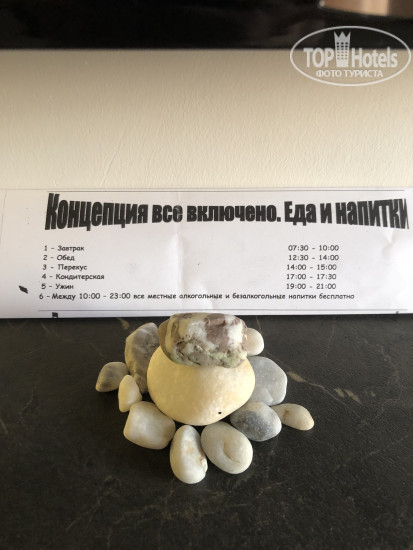 TOP Hotels
ФОТО ТУРИСТА
Концепция все включено. Еда и напитки
1 - Завтрак 07:30 - 10:00
2 - Обед 12:30 - 14:00
3 - Перекус 14:00 - 15:00
4 - Кондитерская 17:00 - 17:30
5 - Ужин 19:00 - 21:00
6 - Между 10:00 - 23:00 все местные алкогольные и безалкогольные напитки бесплатно